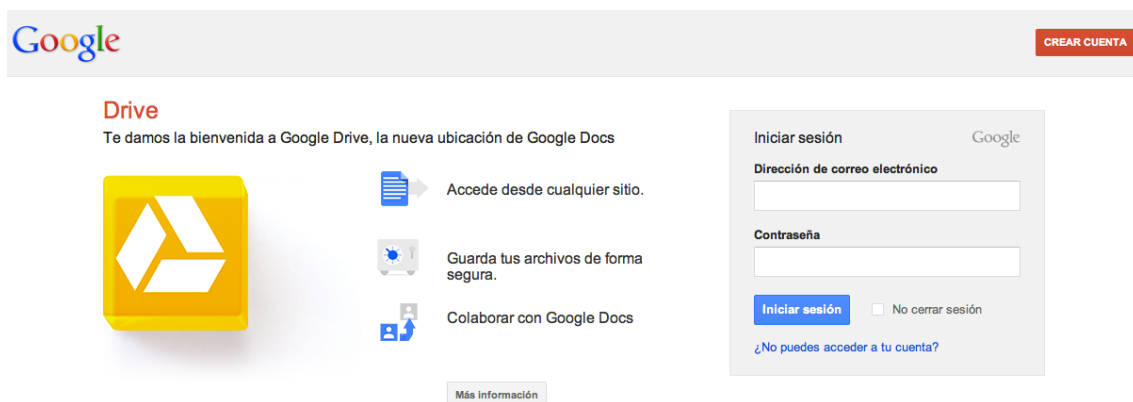 Google
CREAR CUENTA
Drive
Te damos la bienvenida a Google Drive, la nueva ubicación de Google Docs
Accede desde cualquier sitio.
Guarda tus archivos de forma
segura.
Colaborar con Google Docs
Más información
Iniciar sesión Google
Dirección de correo electrónico
Contraseña
Iniciar sesión No cerrar sesión
¿No puedes acceder a tu cuenta?